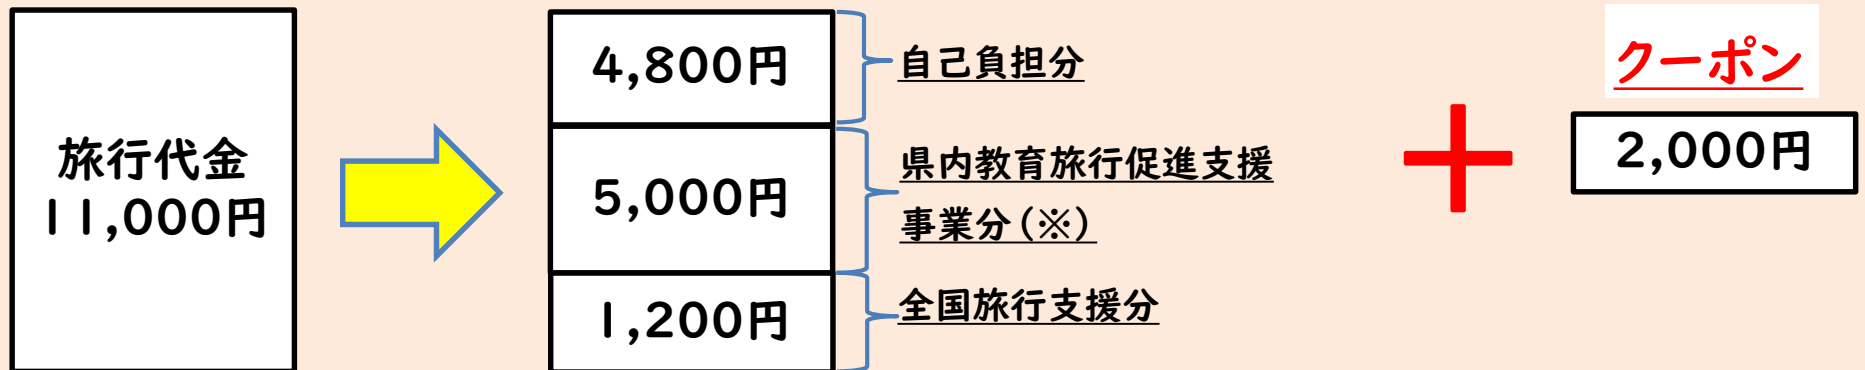 旅行代金
11,000円
4,800円
自己負担分
5,000円
県内教育旅行促進支援
事業分(※)
1,200円
全国旅行支援分
クーポン
2,000円